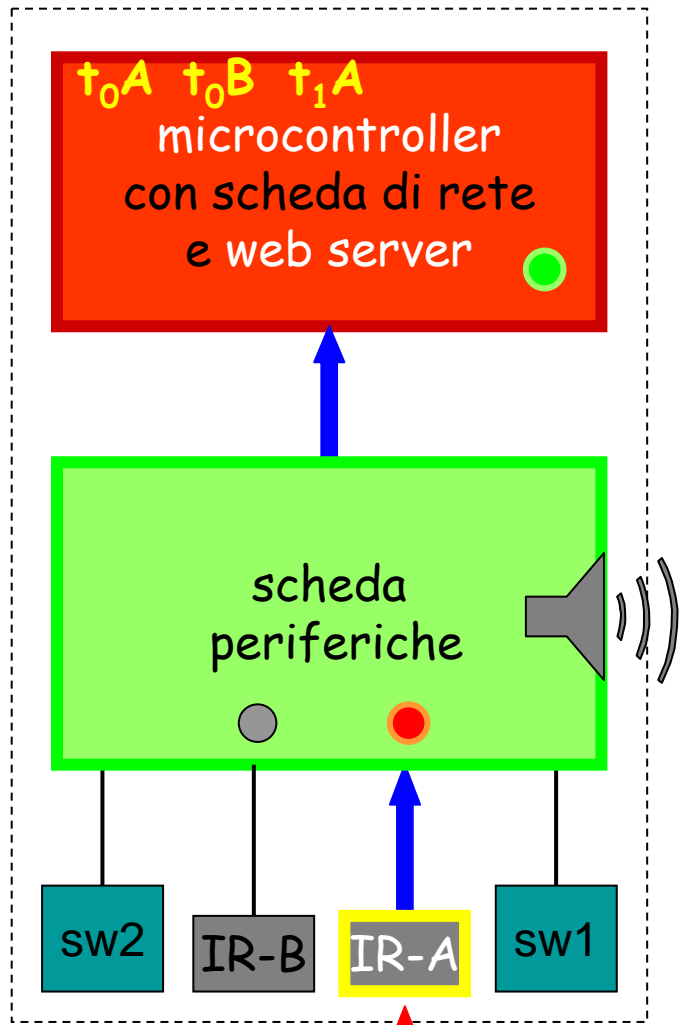 t₀A t₀B t₁A
microcontroller
con scheda di rete
e web server
scheda
periferiche
sw2 IR-B IR-A sw1